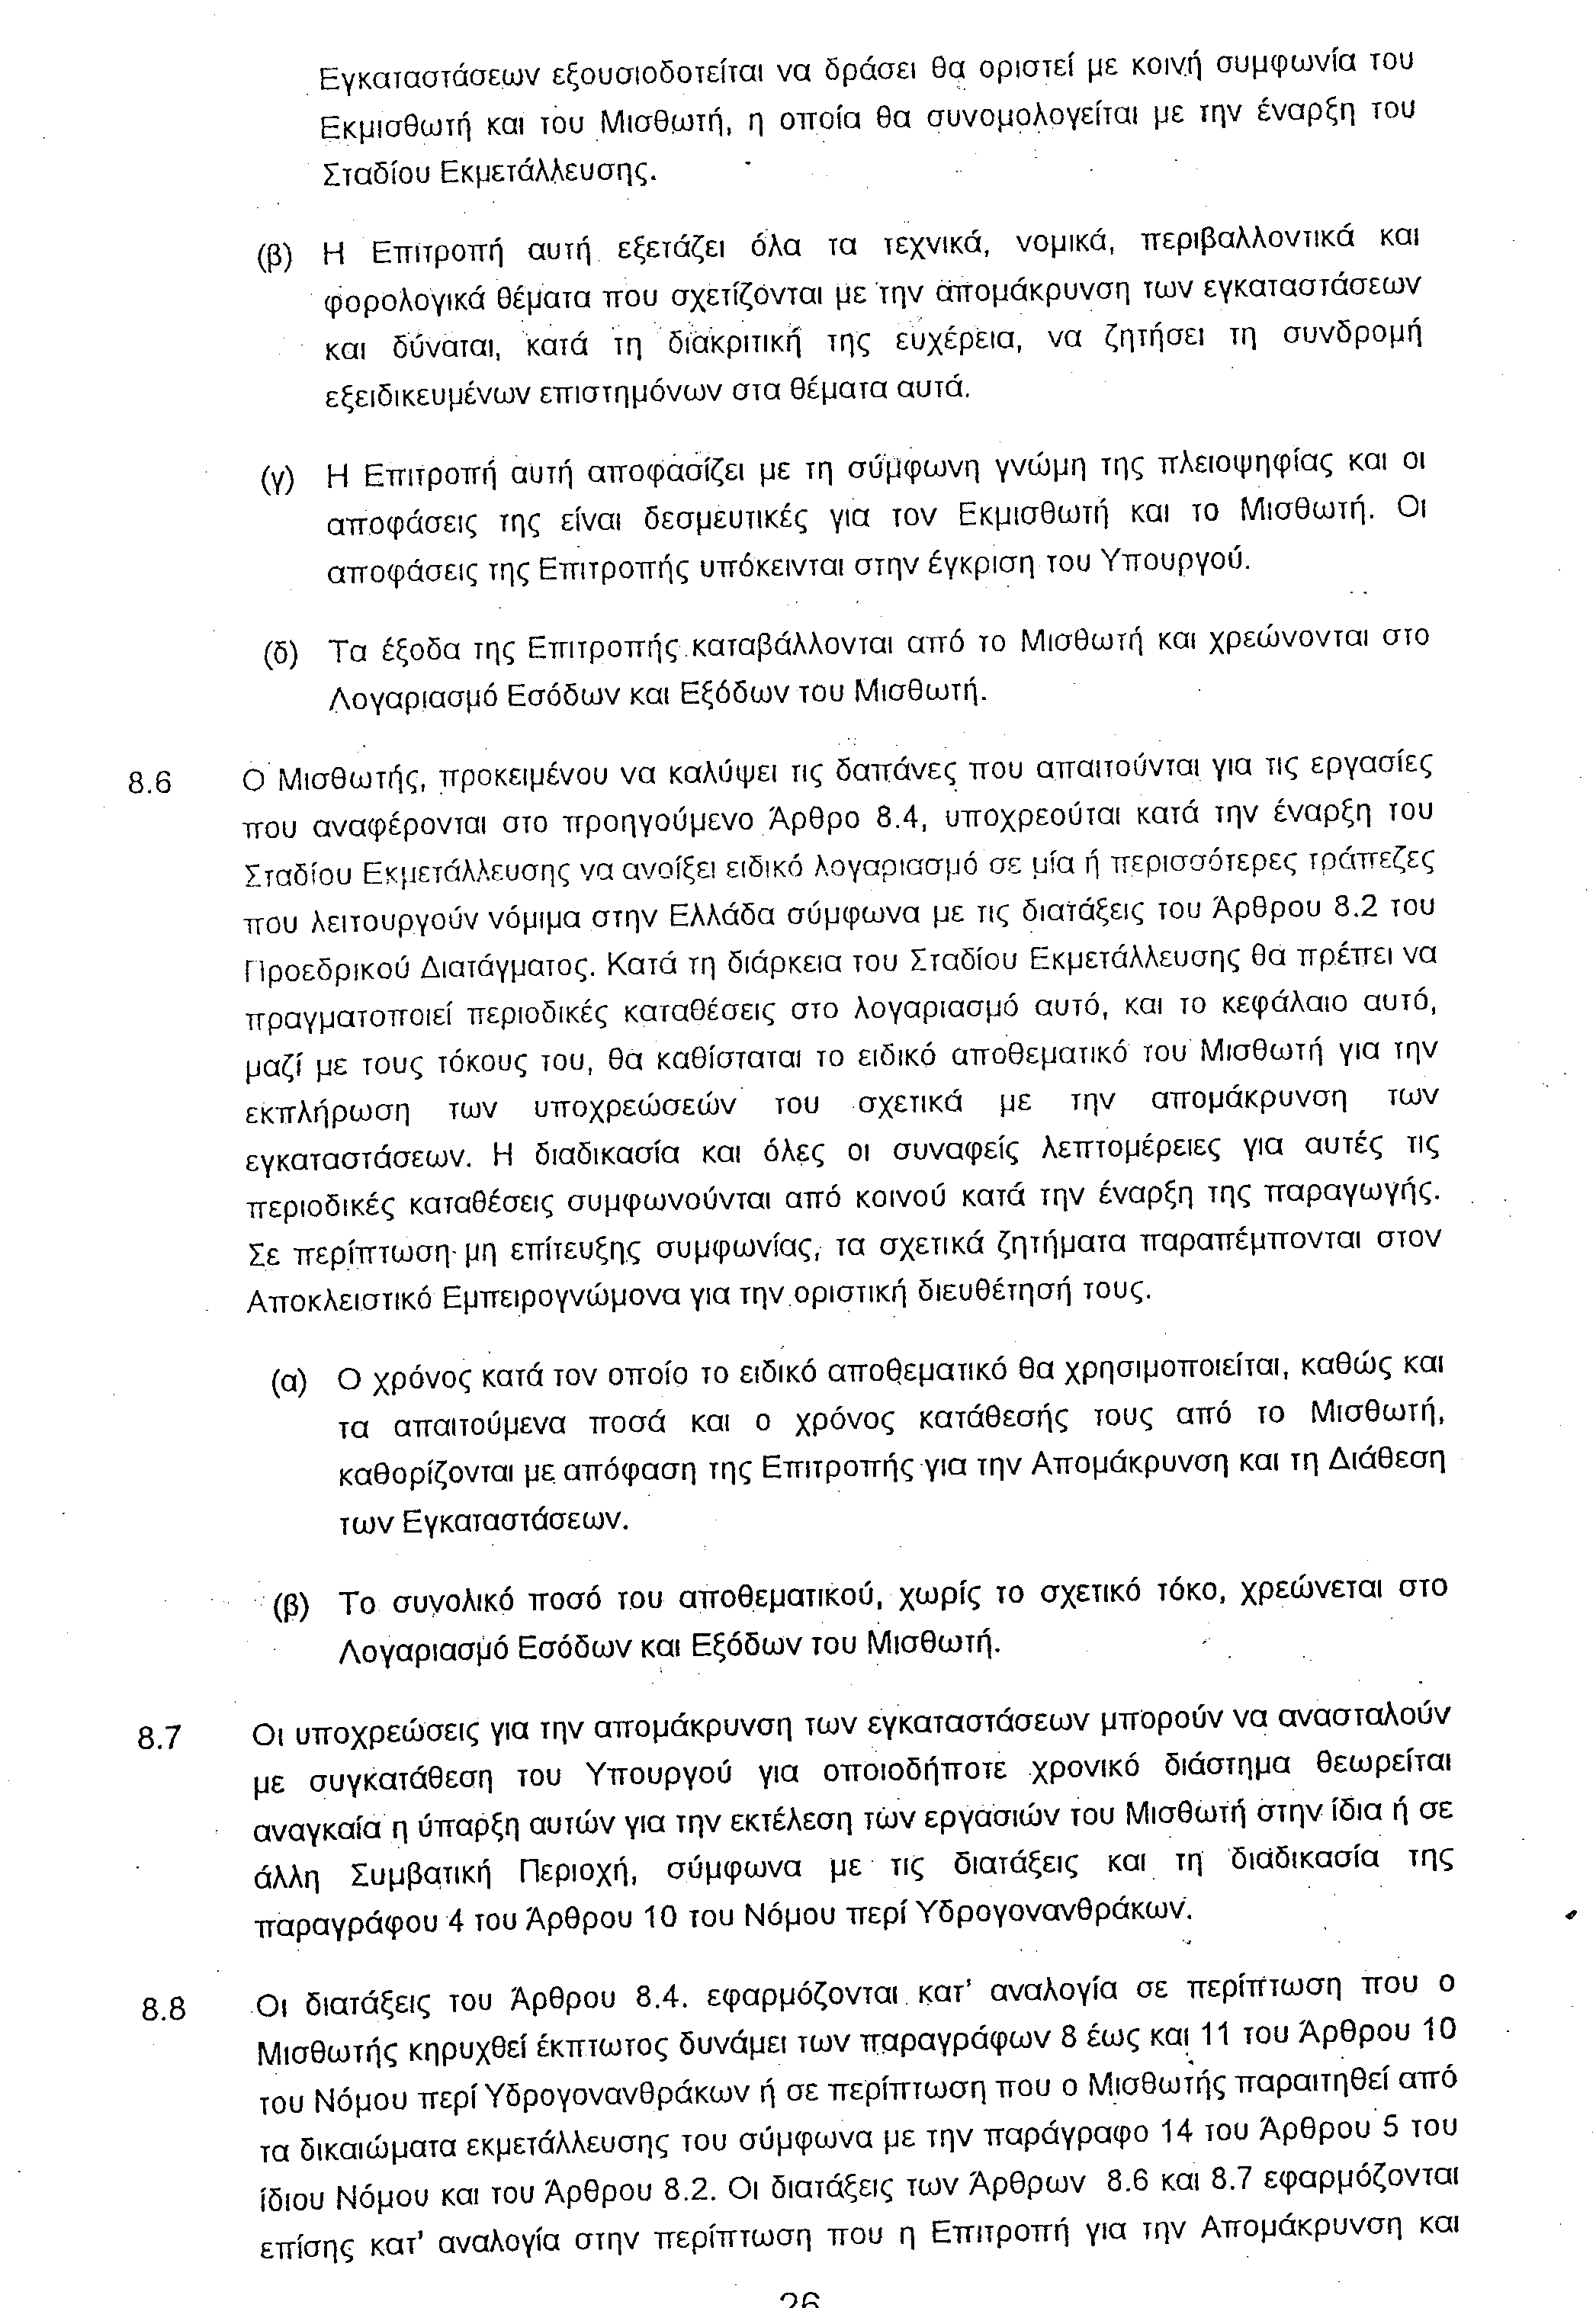 Εγκαταστάσεων εξουσιοδοτείται να δράσει θα οριστεί με κοινή συμφωνία του
Εκμισθωτή και του Μισθωτή, η οποία θα συνομολογείται με την έναρξη του
Σταδίου Εκμετάλλευσης.
(β) Η Επιτροπή αυτή εξετάζει όλα τα τεχνικά, νομικά, περιβαλλοντικά και
φορολογικά θέματα που σχετίζονται με την απομάκρυνση των εγκαταστάσεων
και δύναται, κατά τη διακριτική της ευχέρεια, να ζητήσει τη συνδρομή
εξειδικευμένων επιστημόνων στα θέματα αυτά.
(γ) Η Επιτροπή αυτή αποφασίζει με τη σύμφωνη γνώμη της πλειοψηφίας και οι
αποφάσεις της είναι δεσμευτικές για τον Εκμισθωτή και το Μισθωτή. Οι
αποφάσεις της Επιτροπής υπόκεινται στην έγκριση του Υπουργού.
(δ) Τα έξοδα της Επιτροπής καταβάλλονται από το Μισθωτή και χρεώνονται στο
Λογαριασμό Εσόδων και Εξόδων του Μισθωτή.
8.6 Ο Μισθωτής, προκειμένου να καλύψει τις δαπάνες που απαιτούνται για τις εργασίες
που αναφέρονται στο προηγούμενο Άρθρο 8.4, υποχρεούται κατά την έναρξη του
Σταδίου Εκμετάλλευσης να ανοίξει ειδικό λογαριασμό σε μία ή περισσότερες τράπεζες
που λειτουργούν νόμιμα στην Ελλάδα σύμφωνα με τις διατάξεις του Άρθρου 8.2 του
Προεδρικού Διατάγματος. Κατά τη διάρκεια του Σταδίου Εκμετάλλευσης θα πρέπει να
πραγματοποιεί περιοδικές καταθέσεις στο λογαριασμό αυτό, και το κεφάλαιο αυτό,
μαζί με τους τόκους του, θα καθίσταται το ειδικό αποθεματικό του Μισθωτή για την
εκπλήρωση των υποχρεώσεών του σχετικά με την απομάκρυνση των
εγκαταστάσεων. Η διαδικασία και όλες οι συναφείς λεπτομέρειες για αυτές τις
περιοδικές καταθέσεις συμφωνούνται από κοινού κατά την έναρξη της παραγωγής.
Σε περίπτωση μη επίτευξης συμφωνίας, τα σχετικά ζητήματα παραπέμπονται στον
Αποκλειστικό Εμπειρογνώμονα για την οριστική διευθέτησή τους.
(α) Ο χρόνος κατά τον οποίο το ειδικό αποθεματικό θα χρησιμοποιείται, καθώς και
τα απαιτούμενα ποσά και ο χρόνος κατάθεσής τους από το Μισθωτή,
καθορίζονται με απόφαση της Επιτροπής για την Απομάκρυνση και τη Διάθεση
των Εγκαταστάσεων.
(β) Το συνολικό ποσό του αποθεματικού, χωρίς το σχετικό τόκο, χρεώνεται στο
Λογαριασμό Εσόδων και Εξόδων του Μισθωτή.
8.7 Οι υποχρεώσεις για την απομάκρυνση των εγκαταστάσεων μπορούν να ανασταλούν
με συγκατάθεση του Υπουργού για οποιοδήποτε χρονικό διάστημα θεωρείται
αναγκαία η ύπαρξη αυτών για την εκτέλεση των εργασιών του Μισθωτή στην ίδια ή σε
άλλη Συμβατική Περιοχή, σύμφωνα με τις διατάξεις και τη διαδικασία της
παραγράφου 4 του Άρθρου 10 του Νόμου περί Υδρογονανθράκων.
8.8 Οι διατάξεις του Άρθρου 8.4. εφαρμόζονται κατ' αναλογία σε περίπτωση που ο
Μισθωτής κηρυχθεί έκπτωτος δυνάμει των παραγράφων 8 έως και 11 του Άρθρου 10
του Νόμου περί Υδρογονανθράκων ή σε περίπτωση που ο Μισθωτής παραιτηθεί από
τα δικαιώματα εκμετάλλευσης του σύμφωνα με την παράγραφο 14 του Άρθρου 5 του
ίδιου Νόμου και του Άρθρου 8.2. Οι διατάξεις των Άρθρων 8.6 και 8.7 εφαρμόζονται
επίσης κατ' αναλογία στην περίπτωση που η Επιτροπή για την Απομάκρυνση και
26